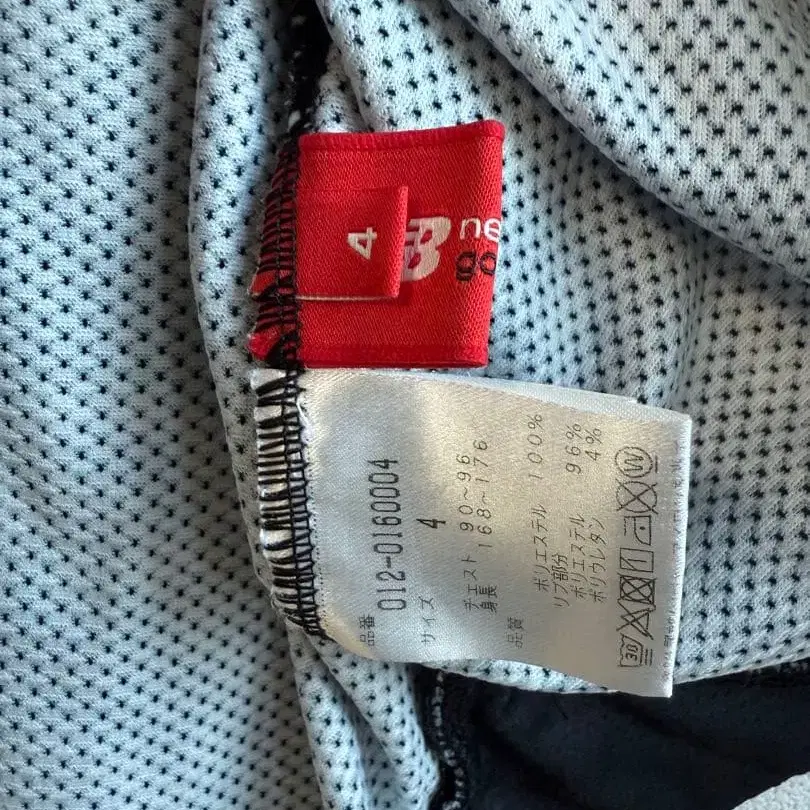 4
ne
go
品番
012-0160004
サイズ 4
チェスト 90~96
身長 168~176
品質 ポリエステル 100%
リブ部分
ポリエステル 96%
ポリウレタン 4%
30
W